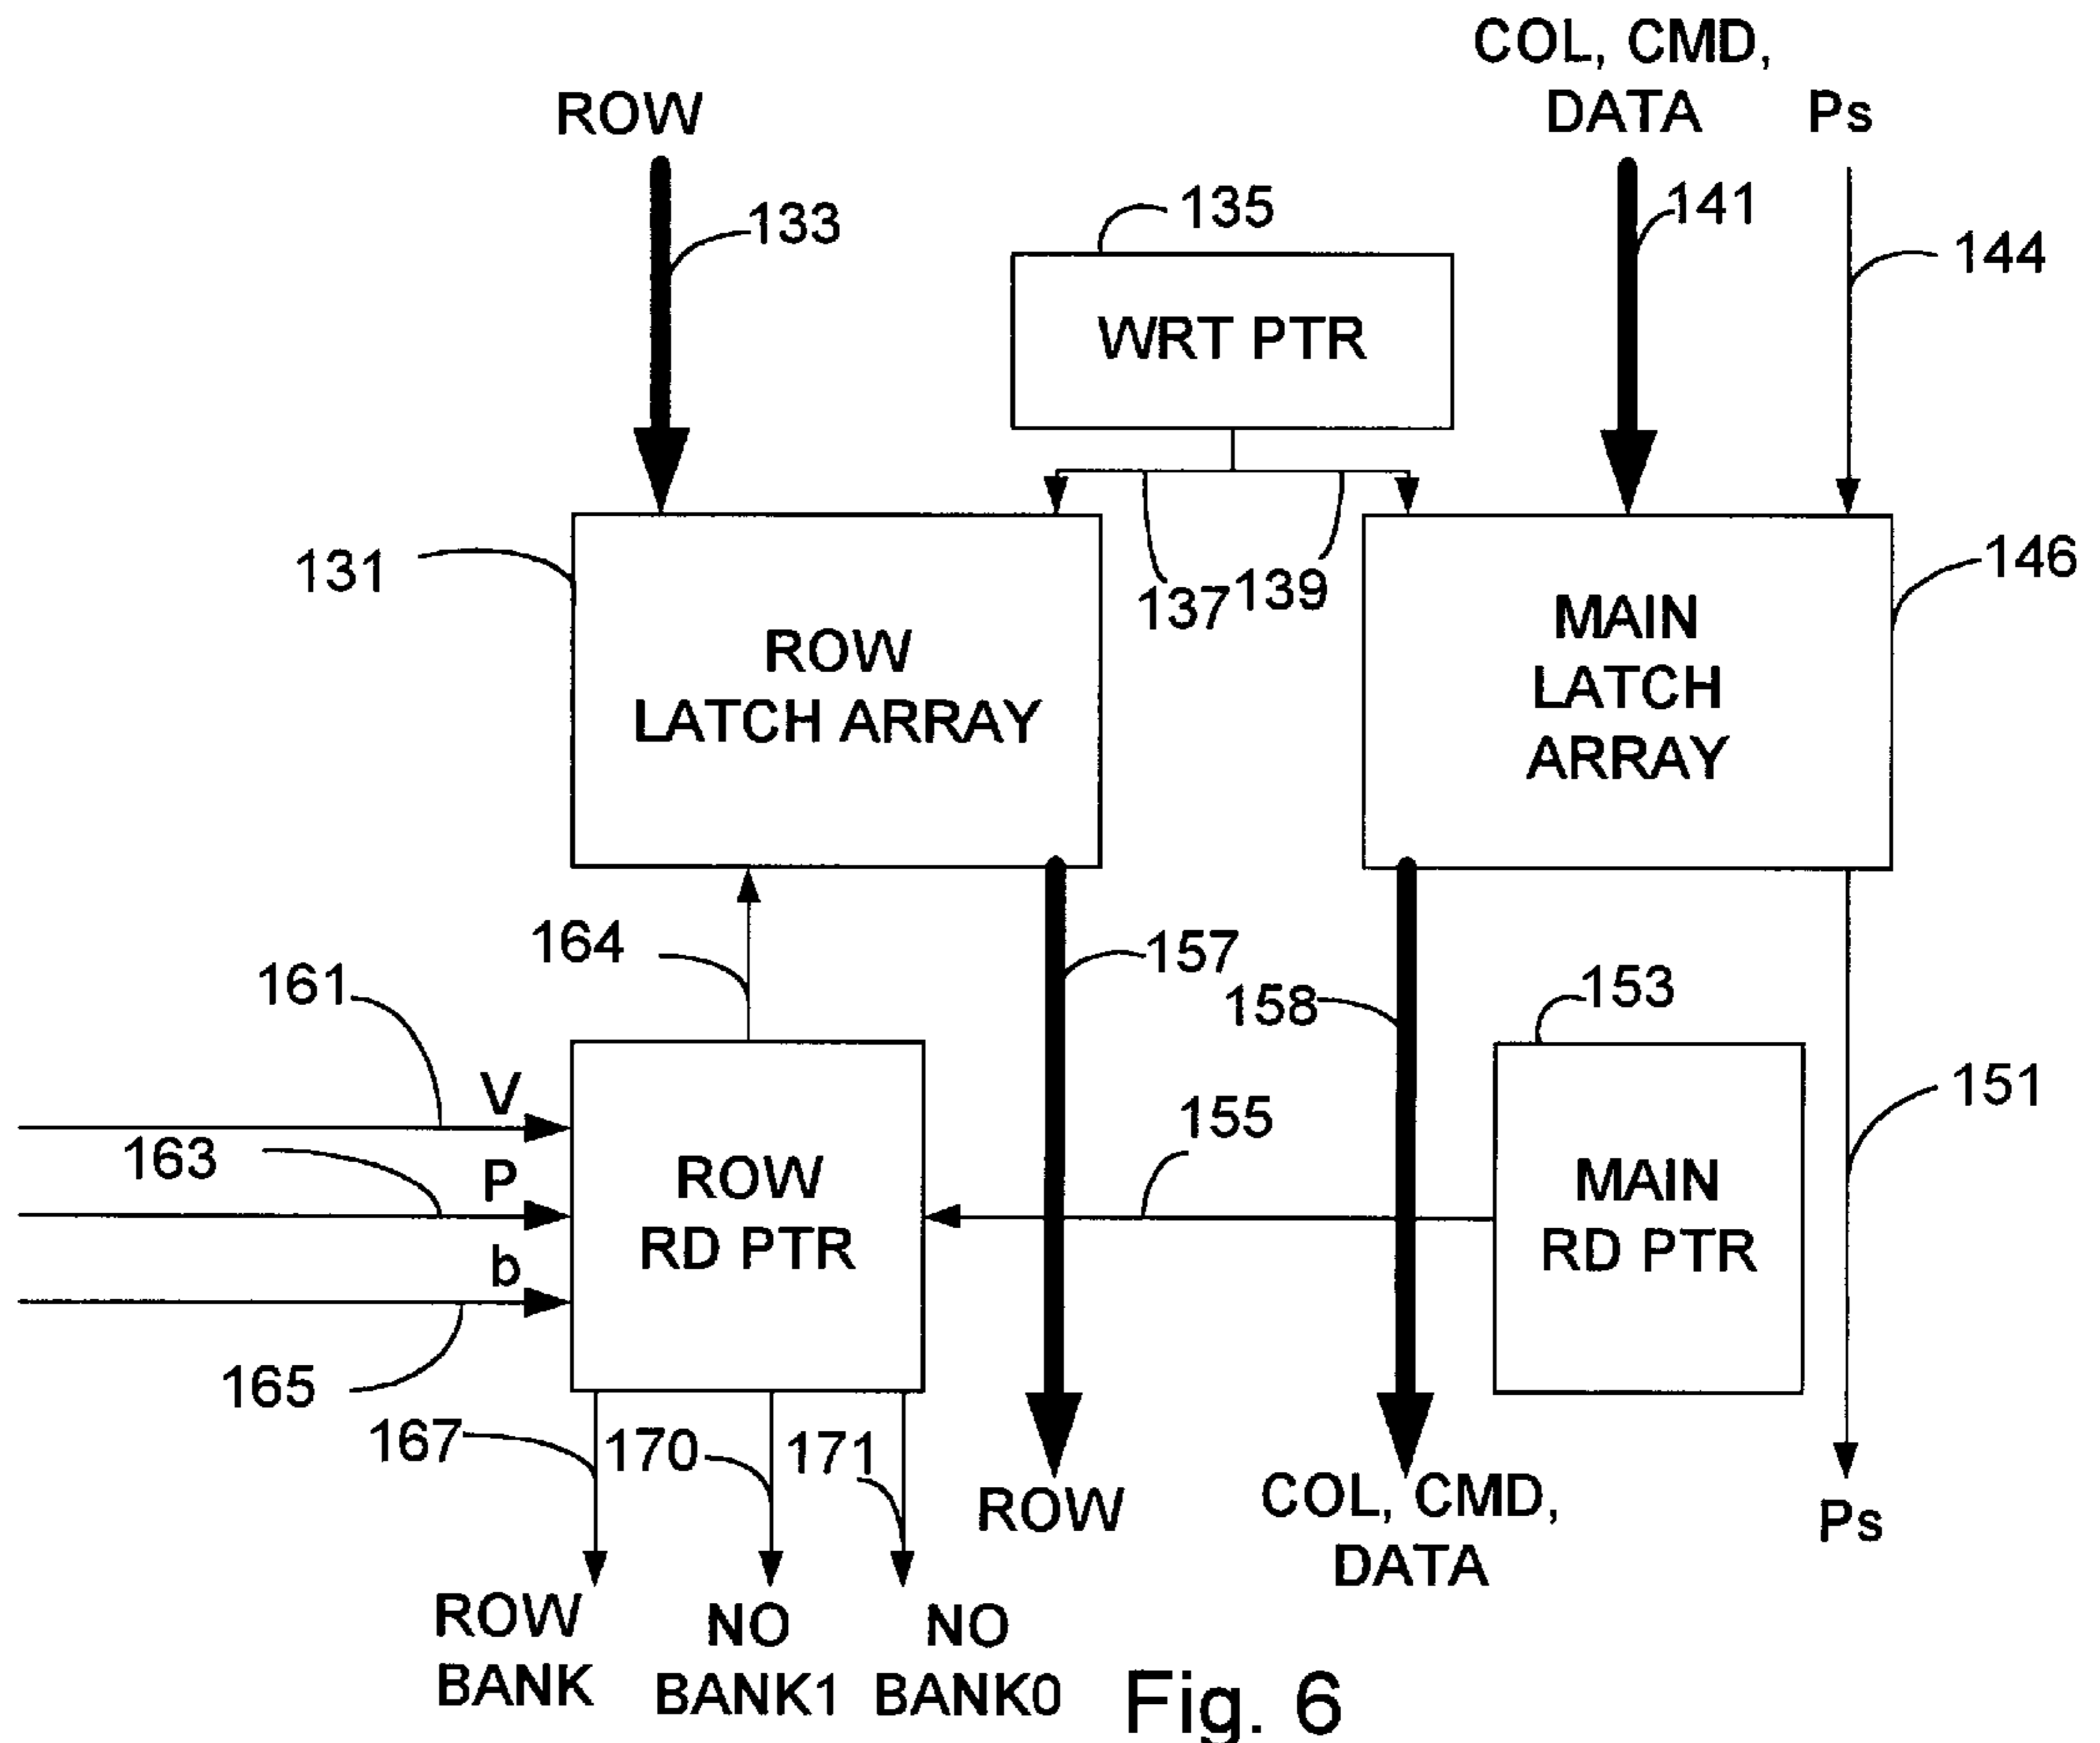 COL, CMD,
ROW
DATA
Ps
135
133
141
144
WRT PTR
131
137
139
146
ROW
LATCH ARRAY
MAIN
LATCH
ARRAY
164
157
161
158
153
V
155
151
163
P
ROW
RD PTR
MAIN
RD PTR
b
165
167
170
171
ROW
COL, CMD,
DATA
Ps
ROW
BANK
NO
BANK1
NO
BANK0
Fig. 6